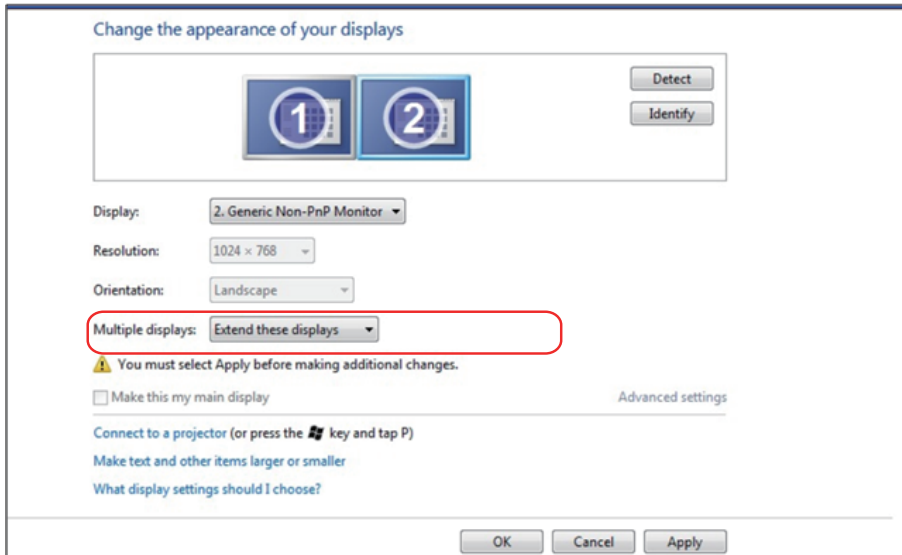 Change the appearance of your displays
1
2
Detect
Identify
Display: 2. Generic Non-PnP Monitor
Resolution: 1024 × 768
Orientation: Landscape
Multiple displays: Extend these displays
You must select Apply before making additional changes.
Make this my main display Advanced settings
Connect to a projector (or press the key and tap P)
Make text and other items larger or smaller
What display settings should I choose?
OK Cancel Apply